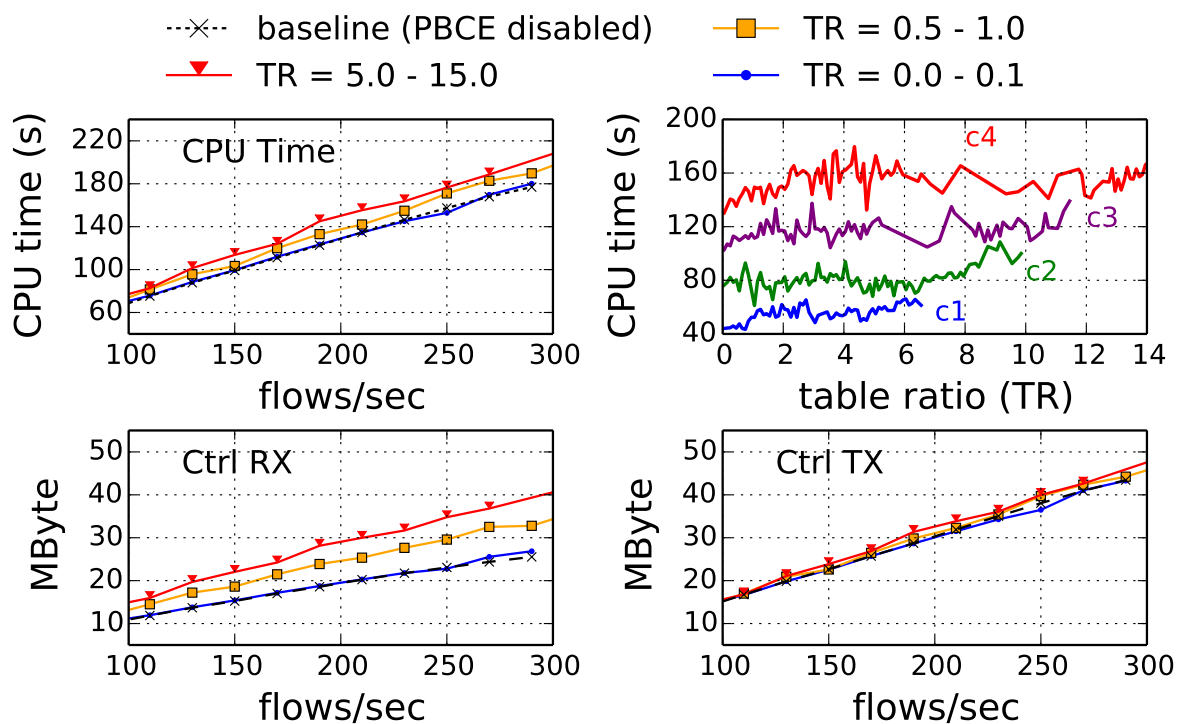 baseline (PBCE disabled)
TR = 0.5 - 1.0
TR = 5.0 - 15.0
TR = 0.0 - 0.1
CPU Time
CPU time (s)
220
180
140
100
60
100 150 200 250 300
flows/sec
c4
c3
c2
c1
CPU time (s)
200
160
120
80
40
0 2 4 6 8 10 12 14
table ratio (TR)
Ctrl RX
MByte
50
40
30
20
10
100 150 200 250 300
flows/sec
Ctrl TX
MByte
50
40
30
20
10
100 150 200 250 300
flows/sec